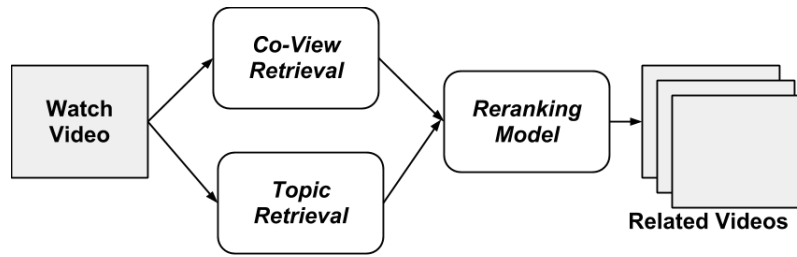 Watch
Video
Co-View
Retrieval
Topic
Retrieval
Reranking
Model
Related Videos